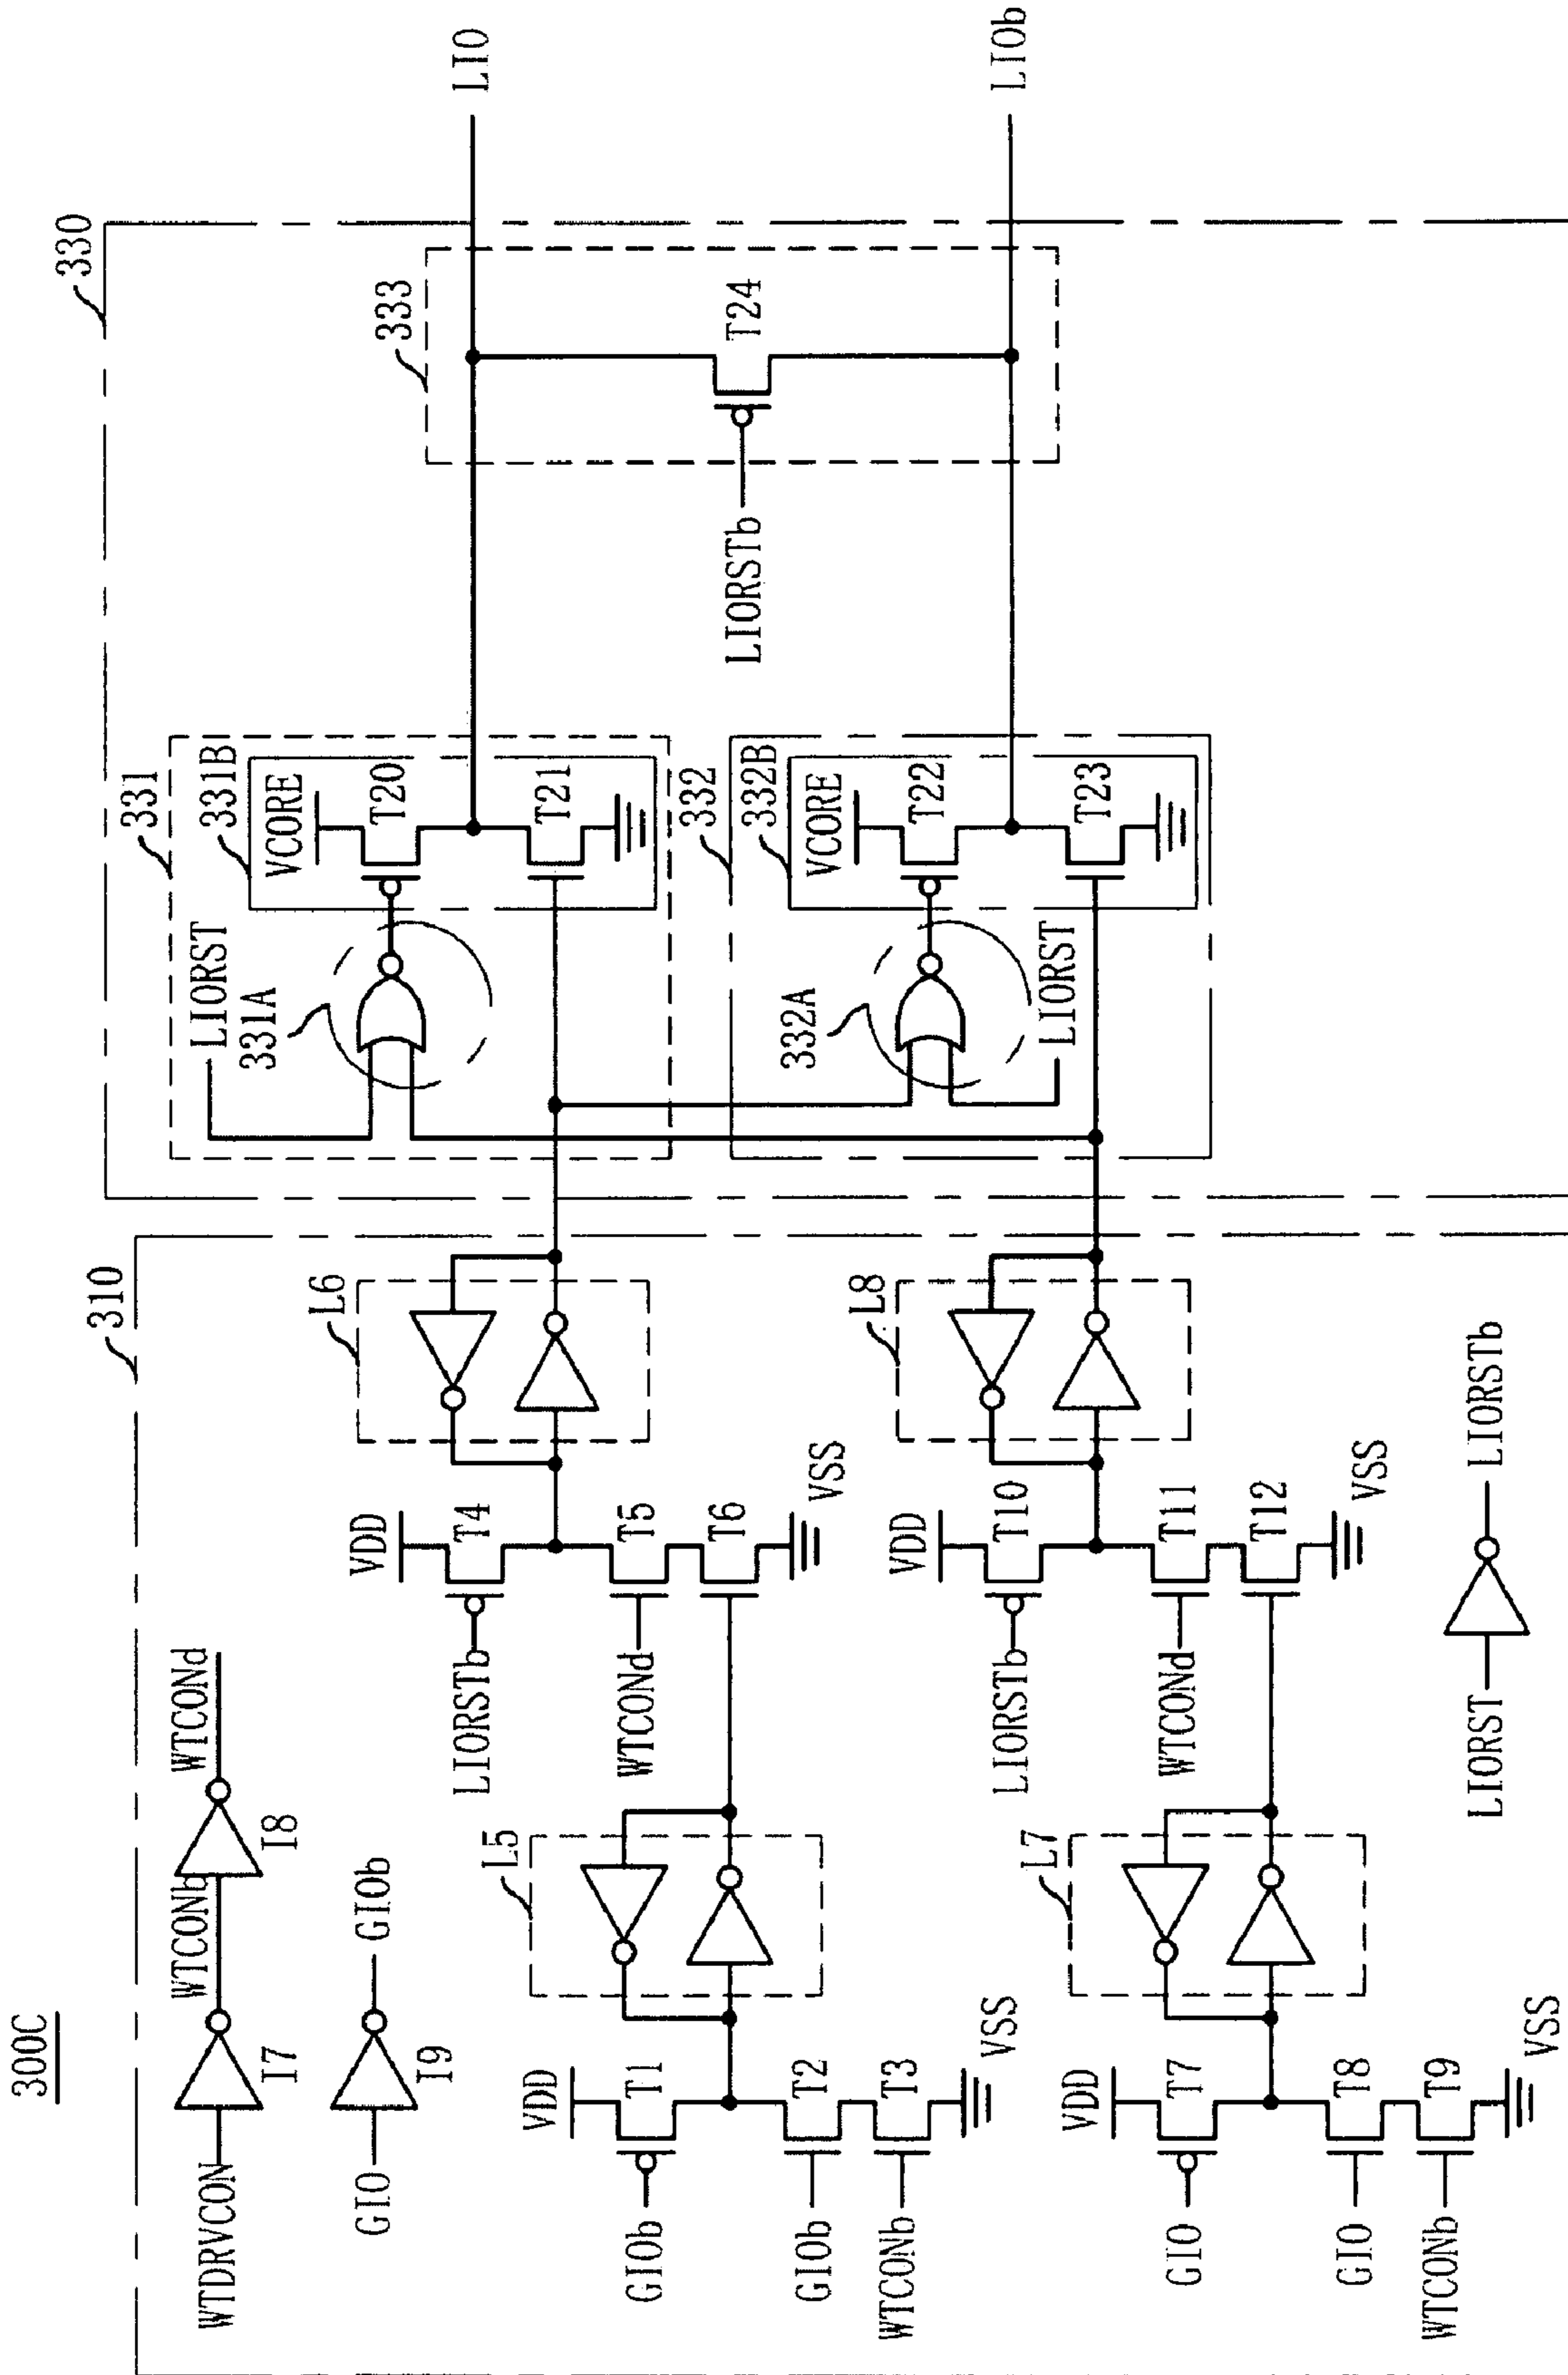 300C
310
WTDRVCON
I7
WTCONb
I8
WTCONd
GIO
I9
GIOb
VDD
T1
GIOb
GIOb
T2
WTCONb
T3
VSS
L5
VDD
T4
LIORSTb
WTCONd
T5
T6
VSS
L6
VDD
T7
GIO
GIO
T8
WTCONb
T9
VSS
L7
VDD
T10
LIORSTb
WTCONd
T11
T12
VSS
L8
LIORST
LIORSTb
330
331
LIORST
331A
331B
VCORE
T20
T21
332
332A
LIORST
332B
VCORE
T22
T23
333
LIORSTb
T24
LIO
LIOb